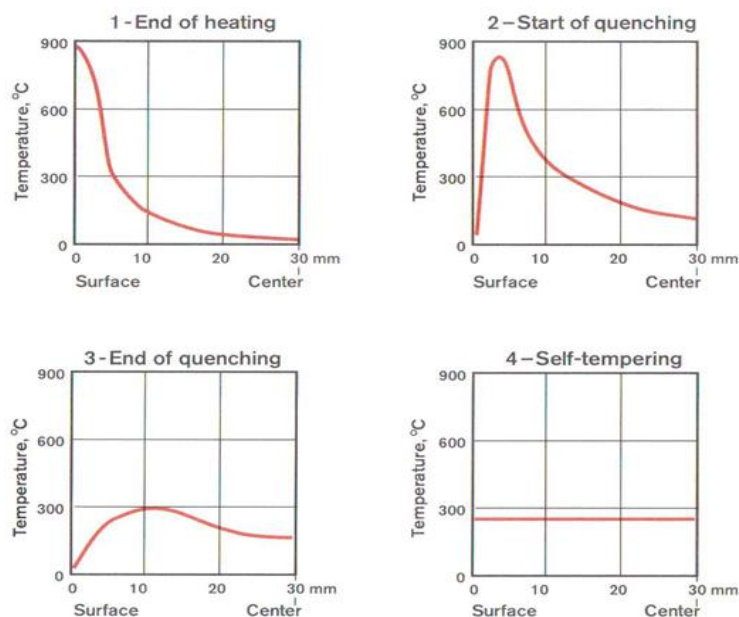 1-End of heating
Temperature, °C
900
600
300
0
0 10 20 30 mm
Surface Center
2-Start of quenching
Temperature, °C
900
600
300
0
0 10 20 30 mm
Surface Center
3-End of quenching
Temperature, °C
900
600
300
0
0 10 20 30 mm
Surface Center
4-Self-tempering
Temperature, °C
900
600
300
0
0 10 20 30 mm
Surface Center